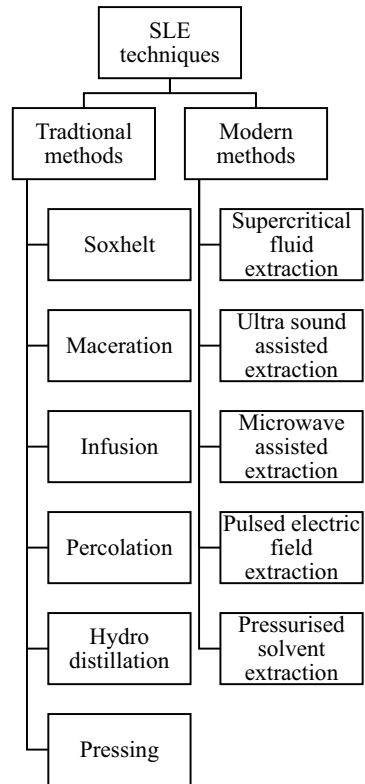 SLE
techniques
Tradtional
methods
Modern
methods
Soxhelt
Maceration
Infusion
Percolation
Hydro
distillation
Pressing
Supercritical
fluid
extraction
Ultra sound
assisted
extraction
Microwave
assisted
extraction
Pulsed electric
field
extraction
Pressurised
solvent
extraction